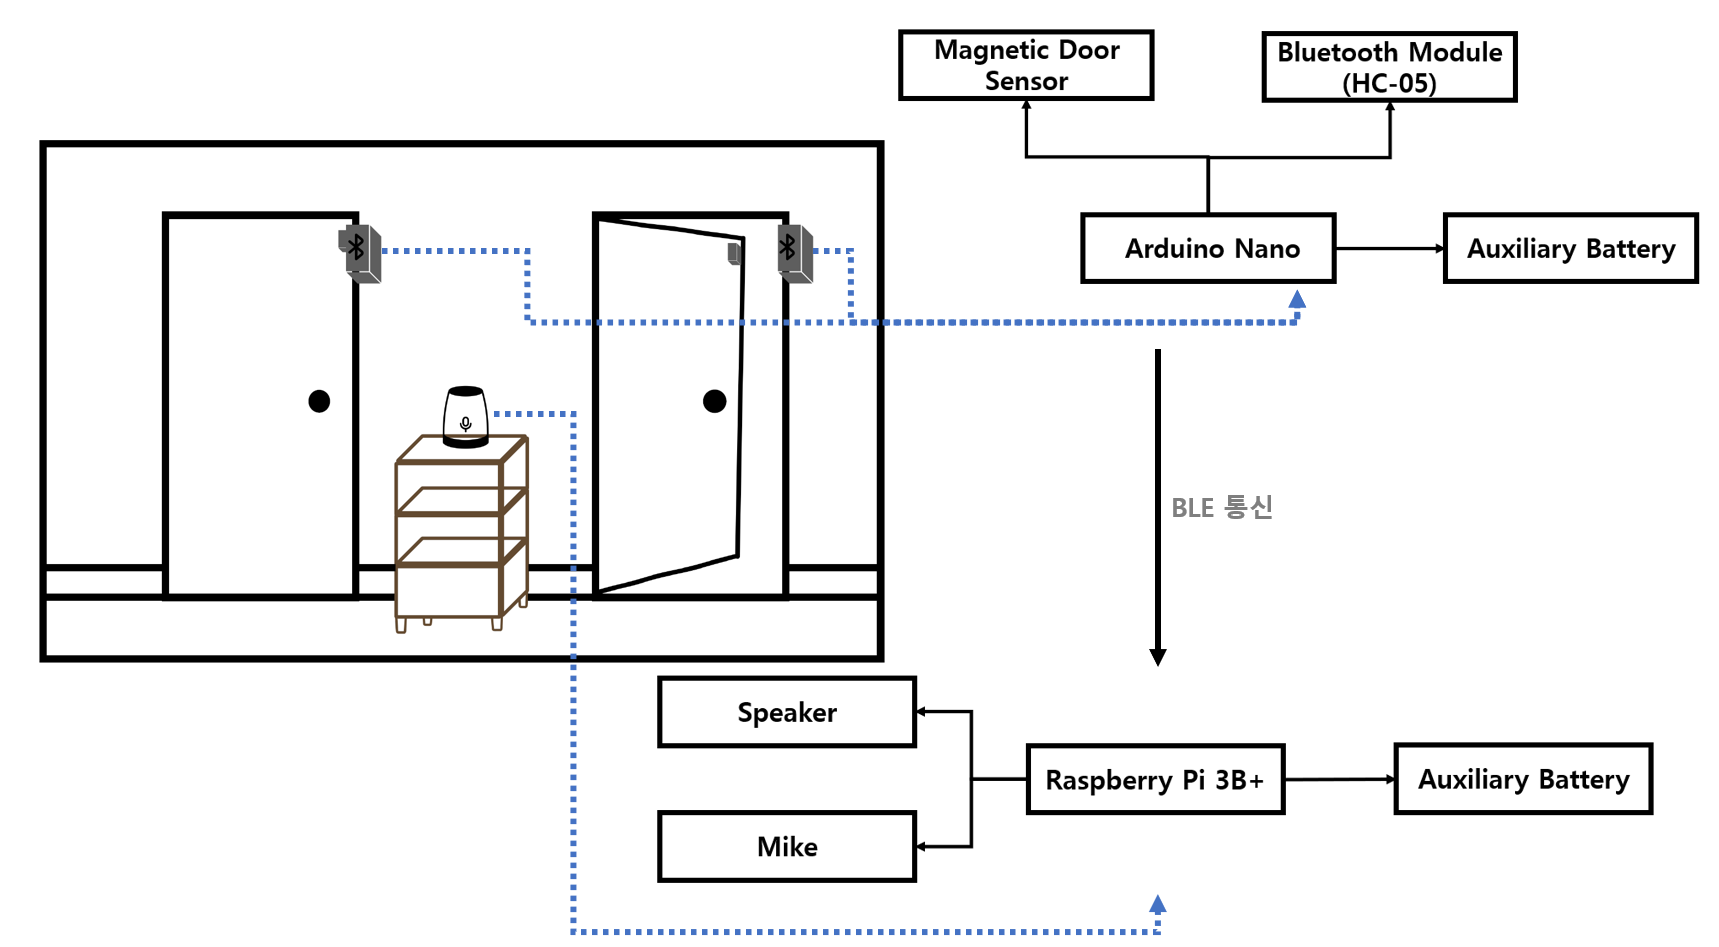 Magnetic Door
Sensor
Bluetooth Module
(HC-05)
Arduino Nano
Auxiliary Battery
BLE 통신
Speaker
Raspberry Pi 3B+
Auxiliary Battery
Mike